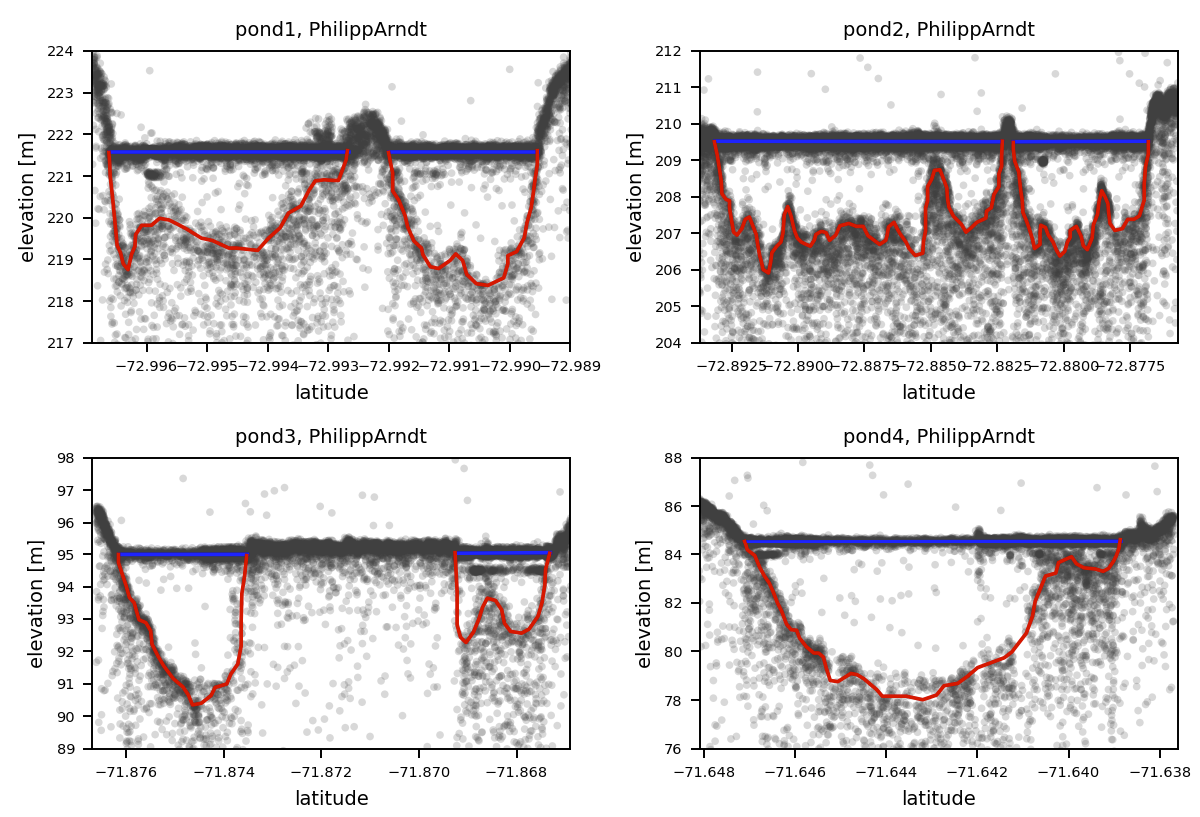 pond1, PhilippArndt
224
223
222
221
220
219
218
217
elevation [m]
−72.996 −72.995 −72.994 −72.993 −72.992 −72.991 −72.990 −72.989
latitude
pond2, PhilippArndt
212
211
210
209
208
207
206
205
204
elevation [m]
−72.8925 −72.8900 −72.8875 −72.8850 −72.8825 −72.8800 −72.8775
latitude
pond3, PhilippArndt
98
97
96
95
94
93
92
91
90
89
elevation [m]
−71.876 −71.874 −71.872 −71.870 −71.868
latitude
pond4, PhilippArndt
88
86
84
82
80
78
76
elevation [m]
−71.648 −71.646 −71.644 −71.642 −71.640 −71.638
latitude